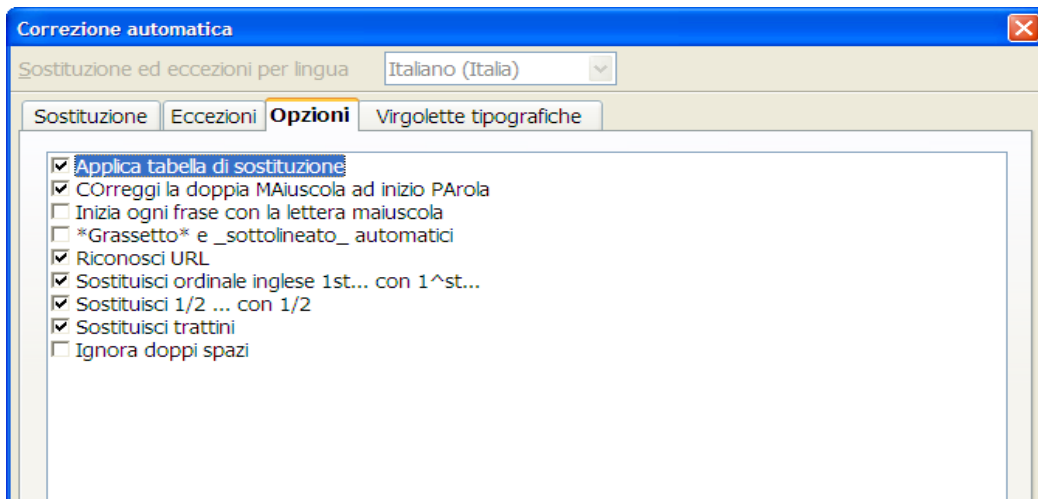 Correzione automatica
Sostituzione ed eccezioni per lingua Italiano (Italia)
Sostituzione Eccezioni Opzioni Virgolette tipografiche
Applica tabella di sostituzione
COrreggi la doppia MAiuscola ad inizio PArola
Inizia ogni frase con la lettera maiuscola
*Grassetto* e _sottolineato_ automatici
Riconosci URL
Sostituisci ordinale inglese 1st... con 1^st...
Sostituisci 1/2 ... con 1/2
Sostituisci trattini
Ignora doppi spazi